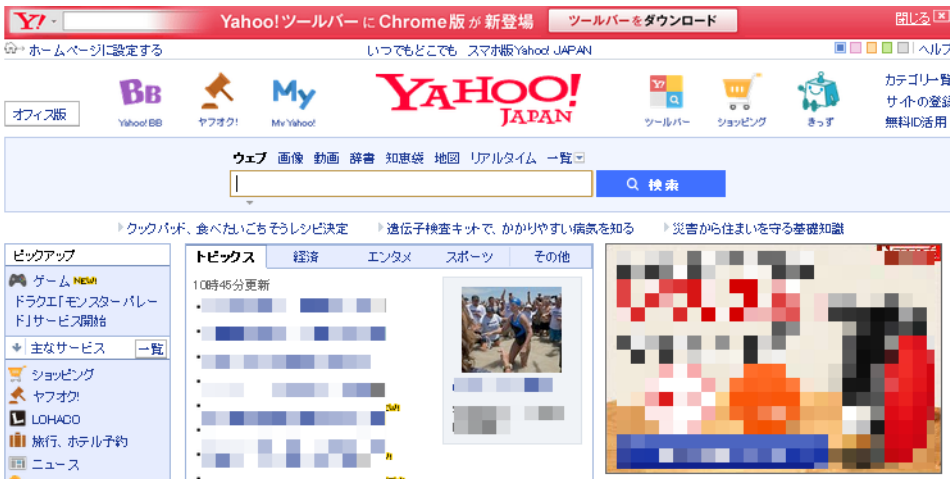 Y! Yahoo!ツールバー に Chrome版 が 新登場 ツールバーをダウンロード 閉じる
ホームページに設定する いつでもどこでも スマホ版Yahoo! JAPAN ヘルプ
オフィス版
BB
Yahoo! BB
ヤフオク!
My
My Yahoo!
YAHOO!
JAPAN
ツールバー
ショッピング
きっず
カテゴリ一覧
サイトの登録
無料ID活用
ウェブ 画像 動画 辞書 知恵袋 地図 リアルタイム 一覧
検索
クックパッド、食べたいごちそうレシピ決定 遺伝子検査キットで、かかりやすい病気を知る 災害から住まいを守る基礎知識
ピックアップ
ゲーム NEW!
ドラクエ「モンスターパレー
ド」サービス開始
主なサービス 一覧
ショッピング
ヤフオク!
LOHACO
旅行、ホテル予約
ニュース
トピックス 経済 エンタメ スポーツ その他
10時45分更新